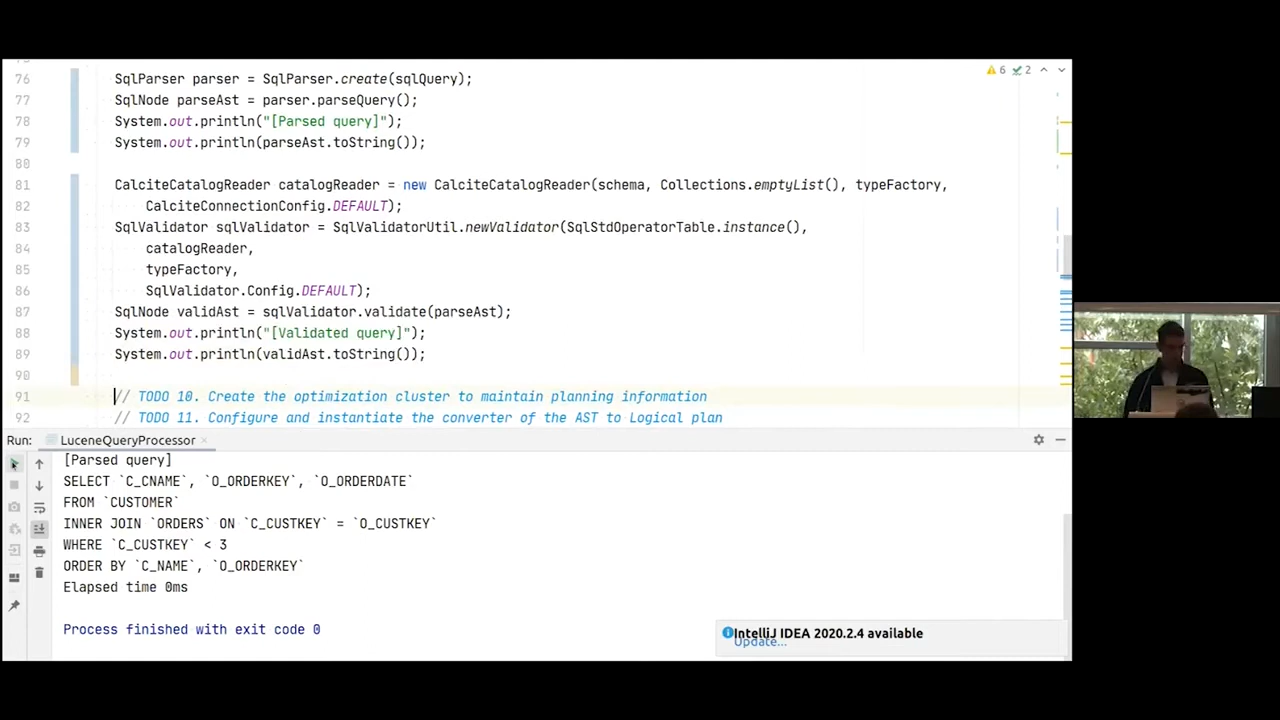 76 SqlParser parser = SqlParser.create(sqlQuery);
77 SqlNode parseAst = parser.parseQuery();
78 System.out.println("[Parsed query]");
79 System.out.println(parseAst.toString());
80
81 CalciteCatalogReader catalogReader = new CalciteCatalogReader(schema, Collections.emptyList(), typeFactory,
82 CalciteConnectionConfig.DEFAULT);
83 SqlValidator sqlValidator = SqlValidatorUtil.newValidator(SqlStdOperatorTable.instance(),
84 catalogReader,
85 typeFactory,
86 SqlValidator.Config.DEFAULT);
87 SqlNode validAst = sqlValidator.validate(parseAst);
88 System.out.println("[Validated query]");
89 System.out.println(validAst.toString());
90
91 // TODO 10. Create the optimization cluster to maintain planning information
92 // TODO 11. Configure and instantiate the converter of the AST to Logical plan
6 2
Run: LuceneQueryProcessor
[Parsed query]
SELECT `C_CNAME`, `O_ORDERKEY`, `O_ORDERDATE`
FROM `CUSTOMER`
INNER JOIN `ORDERS` ON `C_CUSTKEY` = `O_CUSTKEY`
WHERE `C_CUSTKEY` < 3
ORDER BY `C_NAME`, `O_ORDERKEY`
Elapsed time 0ms
Process finished with exit code 0
IntelliJ IDEA 2020.2.4 available
Update...